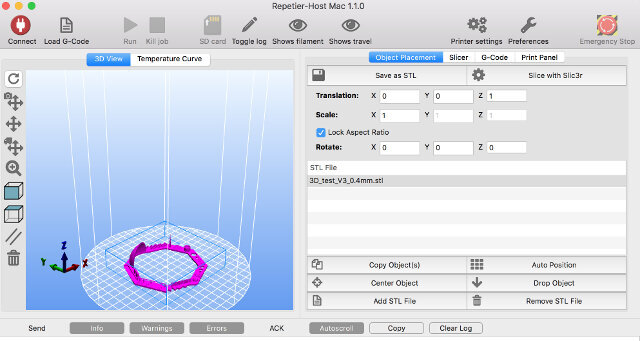 Repetier-Host Mac 1.1.0
Connect Load G-Code Run Kill job SD card Toggle log Shows filament Shows travel Printer settings Preferences Emergency Stop
3D View Temperature Curve
Object Placement Slicer G-Code Print Panel
Save as STL Slice with Slic3r
Translation: X 0 Y 0 Z 1
Scale: X 1 Y 1 Z 1
Lock Aspect Ratio
Rotate: X 0 Y 0 Z 0
STL File
3D_test_V3_0.4mm.stl
Z
Y X
Copy Object(s) Auto Position
Center Object Drop Object
Add STL File Remove STL File
Send Info Warnings Errors ACK Autoscroll Copy Clear Log